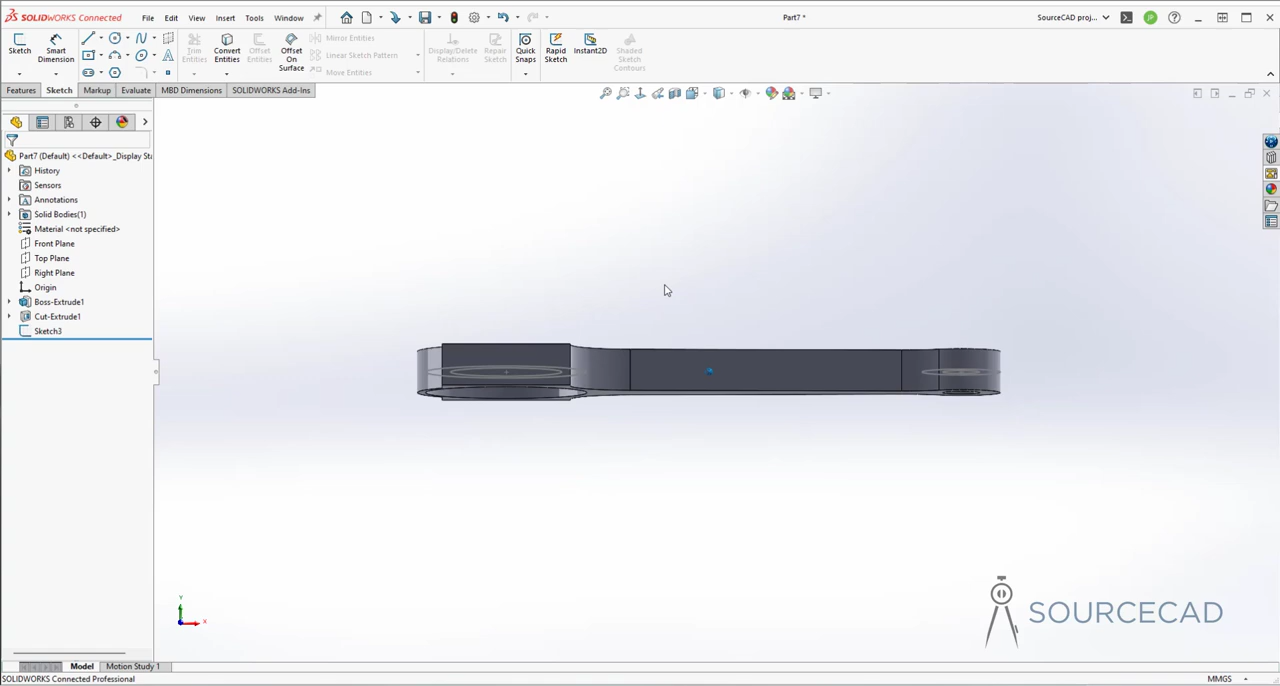 SOLIDWORKS Connected
File Edit View Insert Tools Window
Part7 *
SourceCAD proj...
JP
Sketch
Smart Dimension
Trim Entities
Convert Entities
Offset Entities
Offset On Surface
Mirror Entities
Linear Sketch Pattern
Move Entities
Display/Delete Relations
Repair Sketch
Quick Snaps
Rapid Sketch
Instant2D
Shaded Sketch Contours
Features Sketch Markup Evaluate MBD Dimensions SOLIDWORKS Add-Ins
Part7 (Default) <<Default>_Display Sta
History
Sensors
Annotations
Solid Bodies(1)
Material <not specified>
Front Plane
Top Plane
Right Plane
Origin
Boss-Extrude1
Cut-Extrude1
Sketch3
Y
X
SOURCECAD
Model Motion Study 1
SOLIDWORKS Connected Professional
MMGS